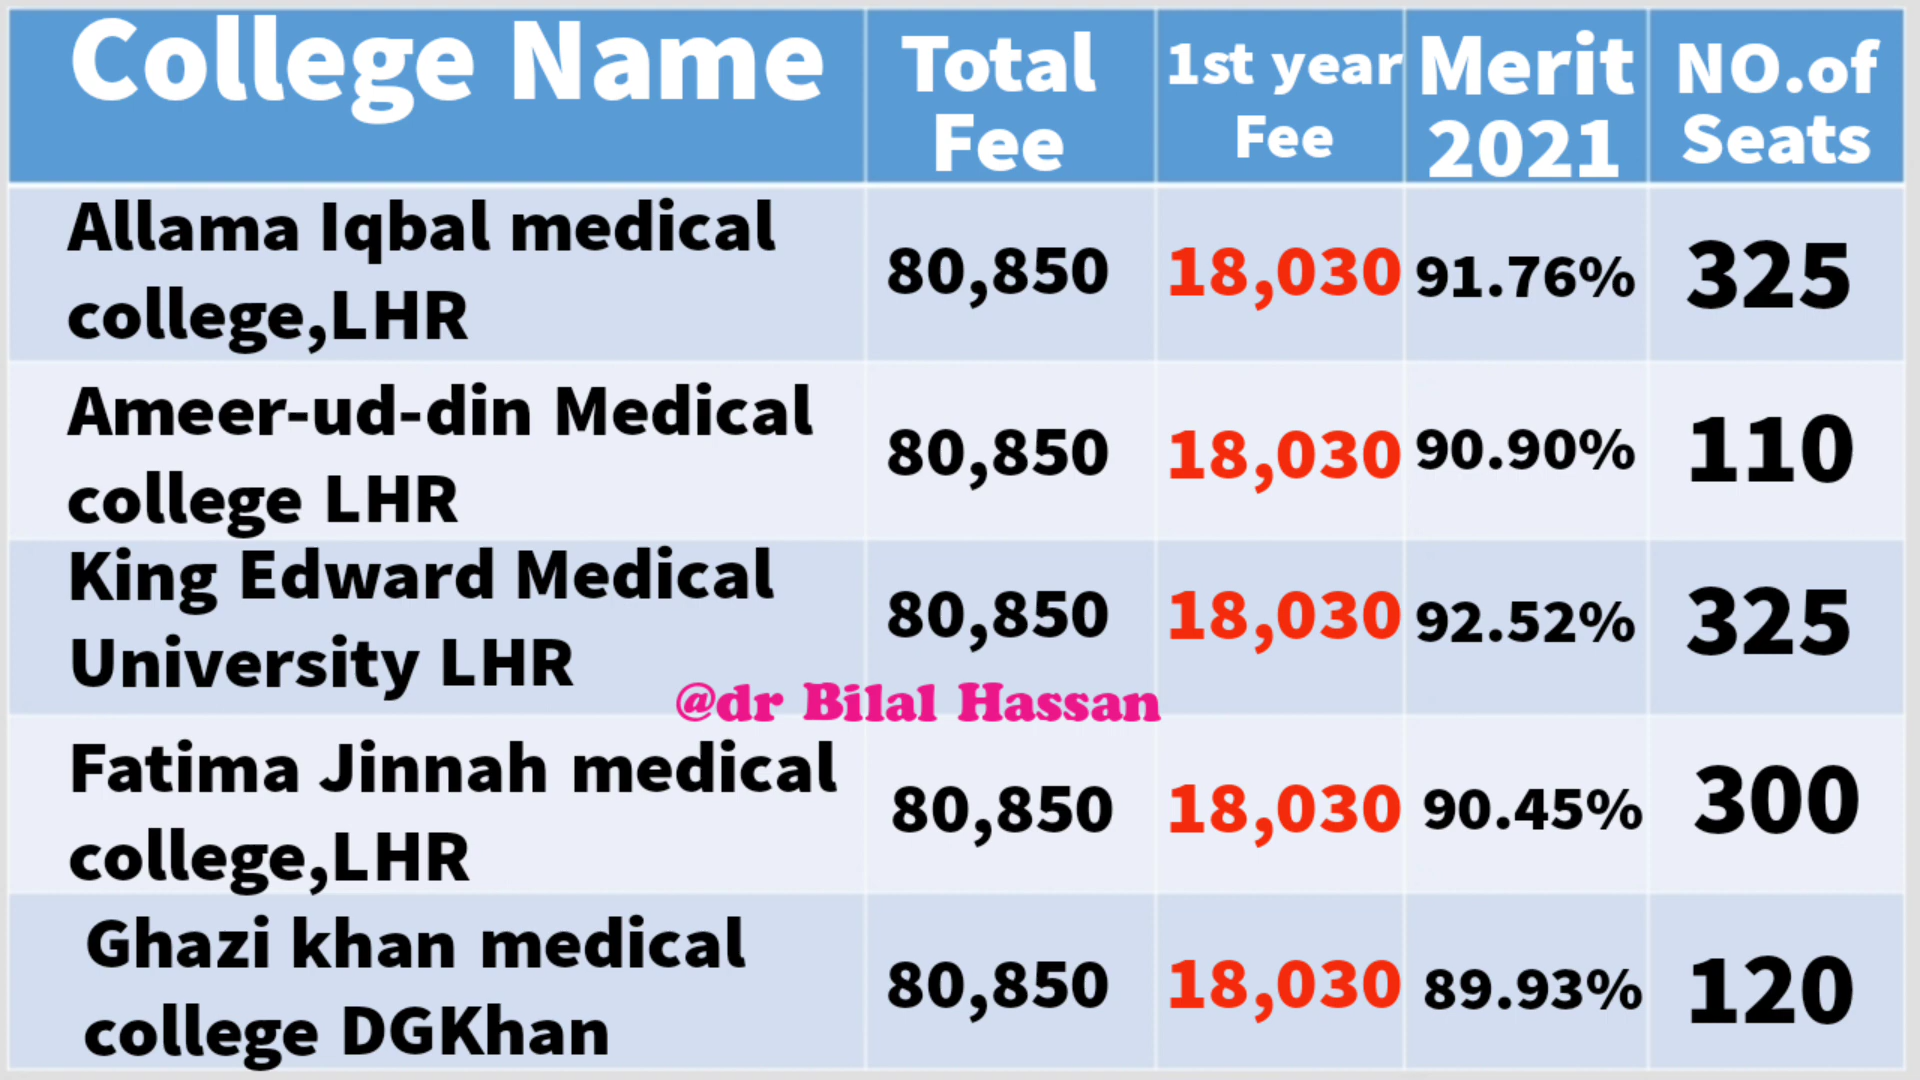 College Name Total Fee 1st year Fee Merit 2021 NO.of Seats
Allama Iqbal medical
college,LHR
80,850 18,030 91.76% 325
Ameer-ud-din Medical
college LHR
80,850 18,030 90.90% 110
King Edward Medical
University LHR
80,850 18,030 92.52% 325
@dr Bilal Hassan
Fatima Jinnah medical
college,LHR
80,850 18,030 90.45% 300
Ghazi khan medical
college DGKhan
80,850 18,030 89.93% 120